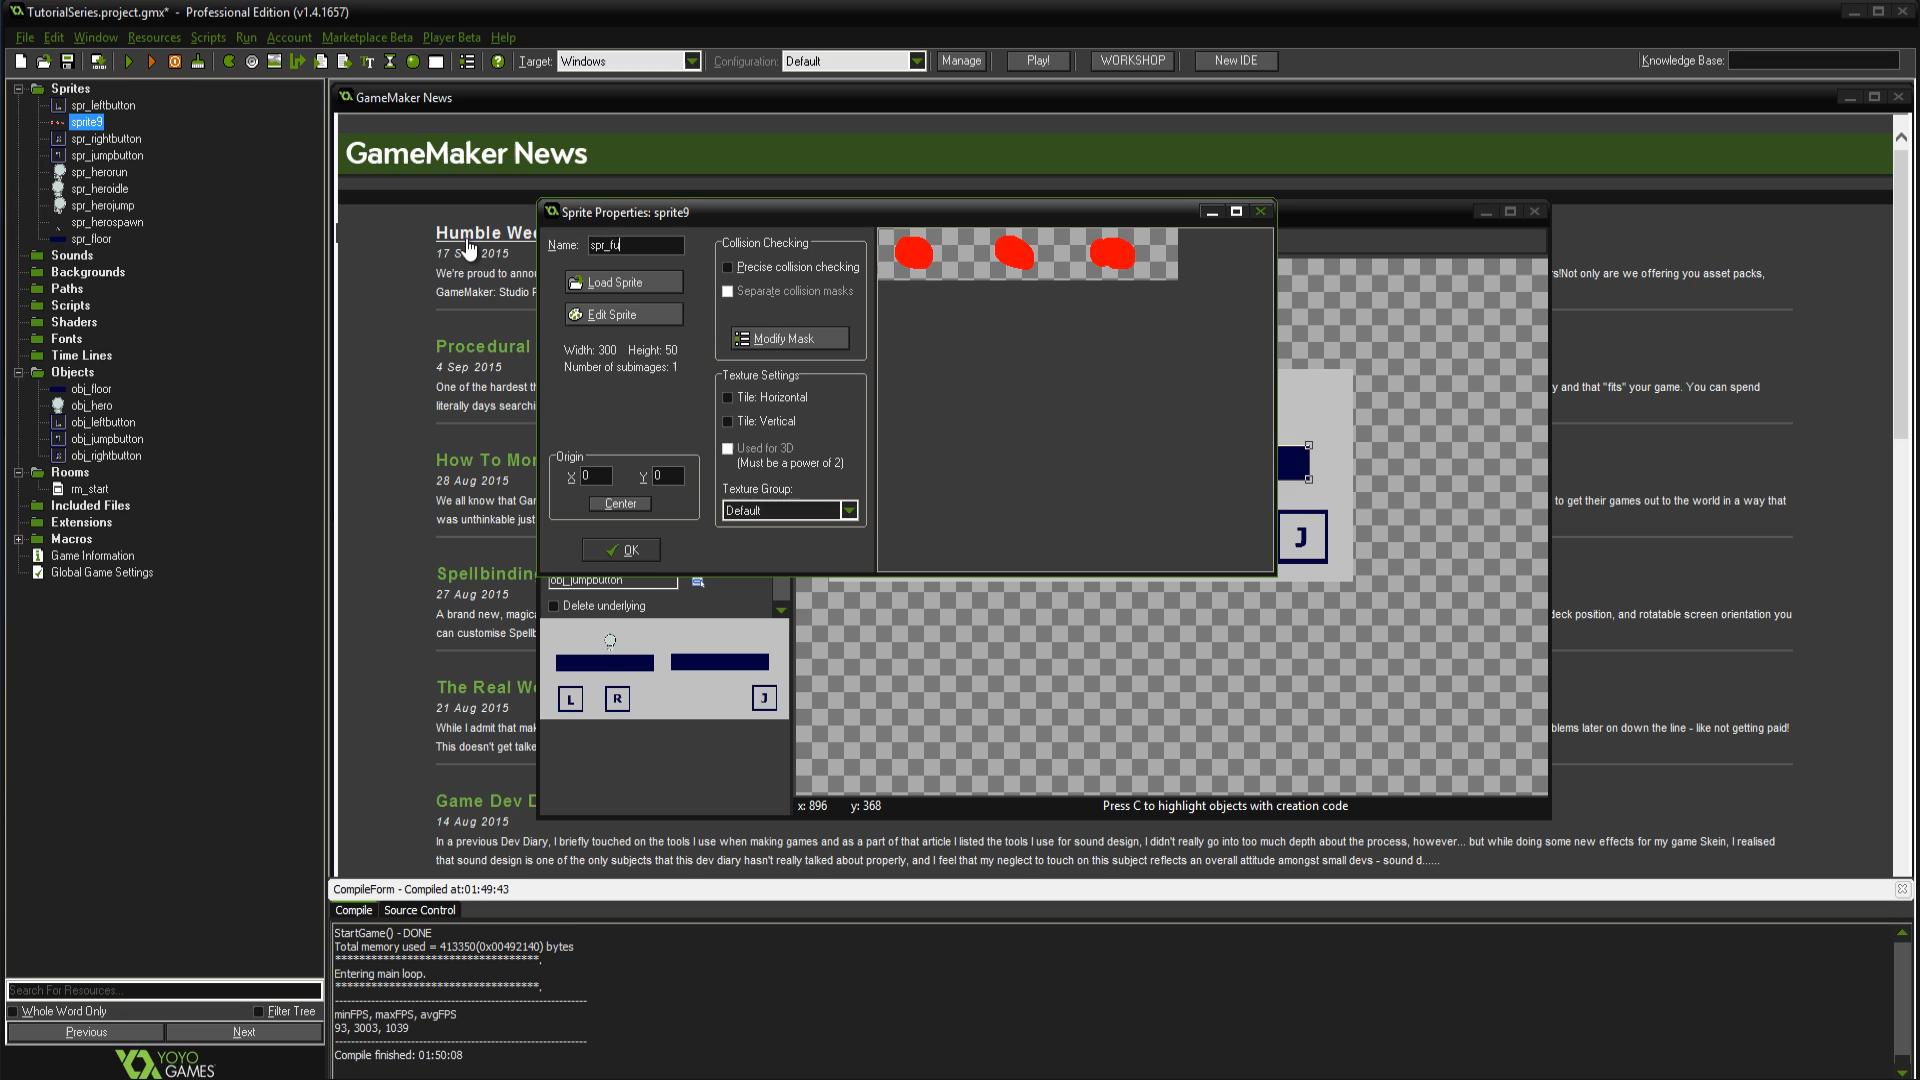 TutorialSeries.project.gmx* - Professional Edition (v1.4.1657)
File Edit Window Resources Scripts Run Account Marketplace Beta Player Beta Help
Target: Windows Configuration: Default Manage Play! WORKSHOP New IDE Knowledge Base:
Sprites
spr_leftbutton
sprite9
spr_rightbutton
spr_jumpbutton
spr_herorun
spr_heroidle
spr_herojump
spr_herospawn
spr_floor
Sounds
Backgrounds
Paths
Scripts
Shaders
Fonts
Time Lines
Objects
obj_floor
obj_hero
obj_leftbutton
obj_jumpbutton
obj_rightbutton
Rooms
rm_start
Included Files
Extensions
Macros
Game Information
Global Game Settings
Search For Resources...
Whole Word Only Filter Tree
Previous Next
YOYO
GAMES
GameMaker News
GameMaker News
Humble Wee
17 S 2015
We're proud to annou
GameMaker: Studio P
s!Not only are we offering you asset packs,
Procedural
4 Sep 2015
One of the hardest th
literally days searchi
y and that "fits" your game. You can spend
How To Mor
28 Aug 2015
We all know that Gar
was unthinkable just
to get their games out to the world in a way that
Spellbinding
27 Aug 2015
A brand new, magica
can customise Spellb
deck position, and rotatable screen orientation you
The Real Wo
21 Aug 2015
While I admit that mak
This doesn't get talke
blems later on down the line - like not getting paid!
Game Dev D
14 Aug 2015
In a previous Dev Diary, I briefly touched on the tools I use when making games and as a part of that article I listed the tools I use for sound design, I didn't really go into too much depth about the process, however... but while doing some new effects for my game Skein, I realised
that sound design is one of the only subjects that this dev diary hasn't really talked about properly, and I feel that my neglect to touch on this subject reflects an overall attitude amongst small devs - sound d......
Sprite Properties: sprite9
Name: spr_fu
Load Sprite
Edit Sprite
Width: 300 Height: 50
Number of subimages: 1
Origin
X 0 Y 0
Center
OK
Collision Checking
Precise collision checking
Separate collision masks
Modify Mask
Texture Settings
Tile: Horizontal
Tile: Vertical
Used for 3D
(Must be a power of 2)
Texture Group:
Default
obj_jumpbutton
Delete underlying
L R J
J
x: 896 y: 368 Press C to highlight objects with creation code
CompileForm - Compiled at:01:49:43
Compile Source Control
StartGame() - DONE
Total memory used = 413350(0x00492140) bytes
***********************************.
Entering main loop.
***********************************.
minFPS, maxFPS, avgFPS
93, 3003, 1039
Compile finished: 01:50:08